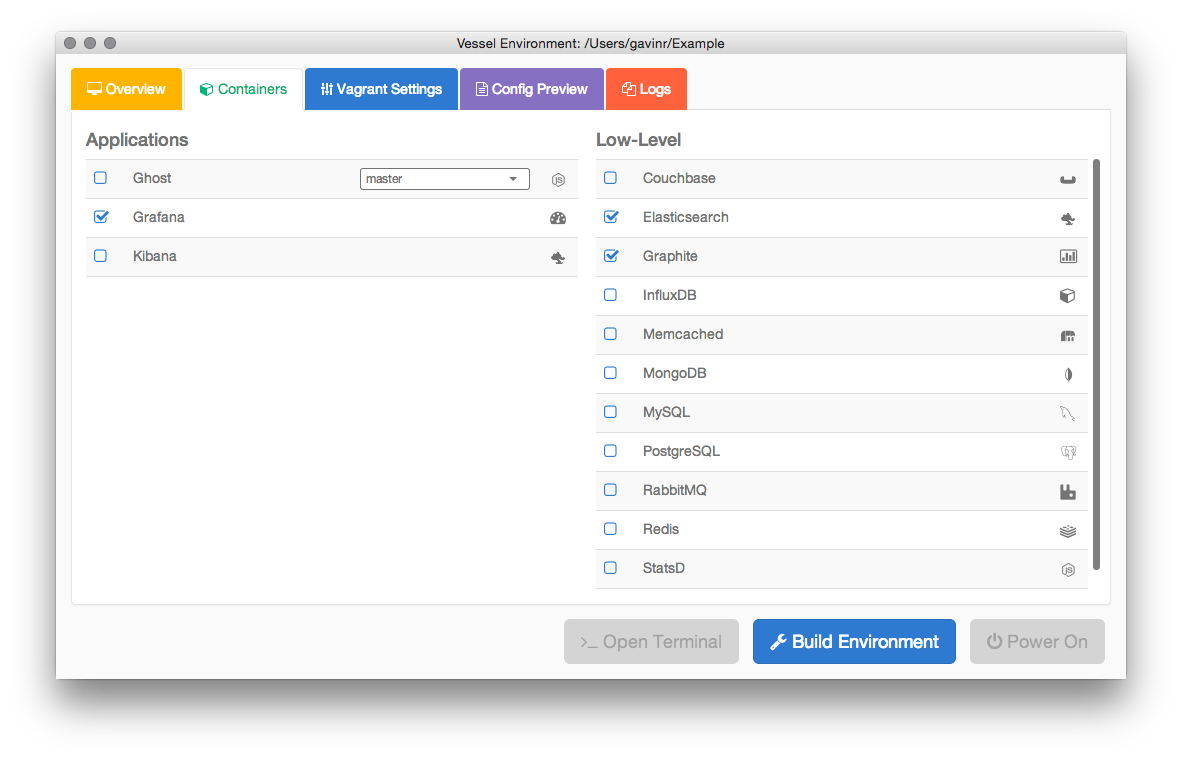 Vessel Environment: /Users/gavinr/Example
Overview
Containers
Vagrant Settings
Config Preview
Logs
Applications
Ghost
master
Grafana
Kibana
Low-Level
Couchbase
Elasticsearch
Graphite
InfluxDB
Memcached
MongoDB
MySQL
PostgreSQL
RabbitMQ
Redis
StatsD
Open Terminal
Build Environment
Power On